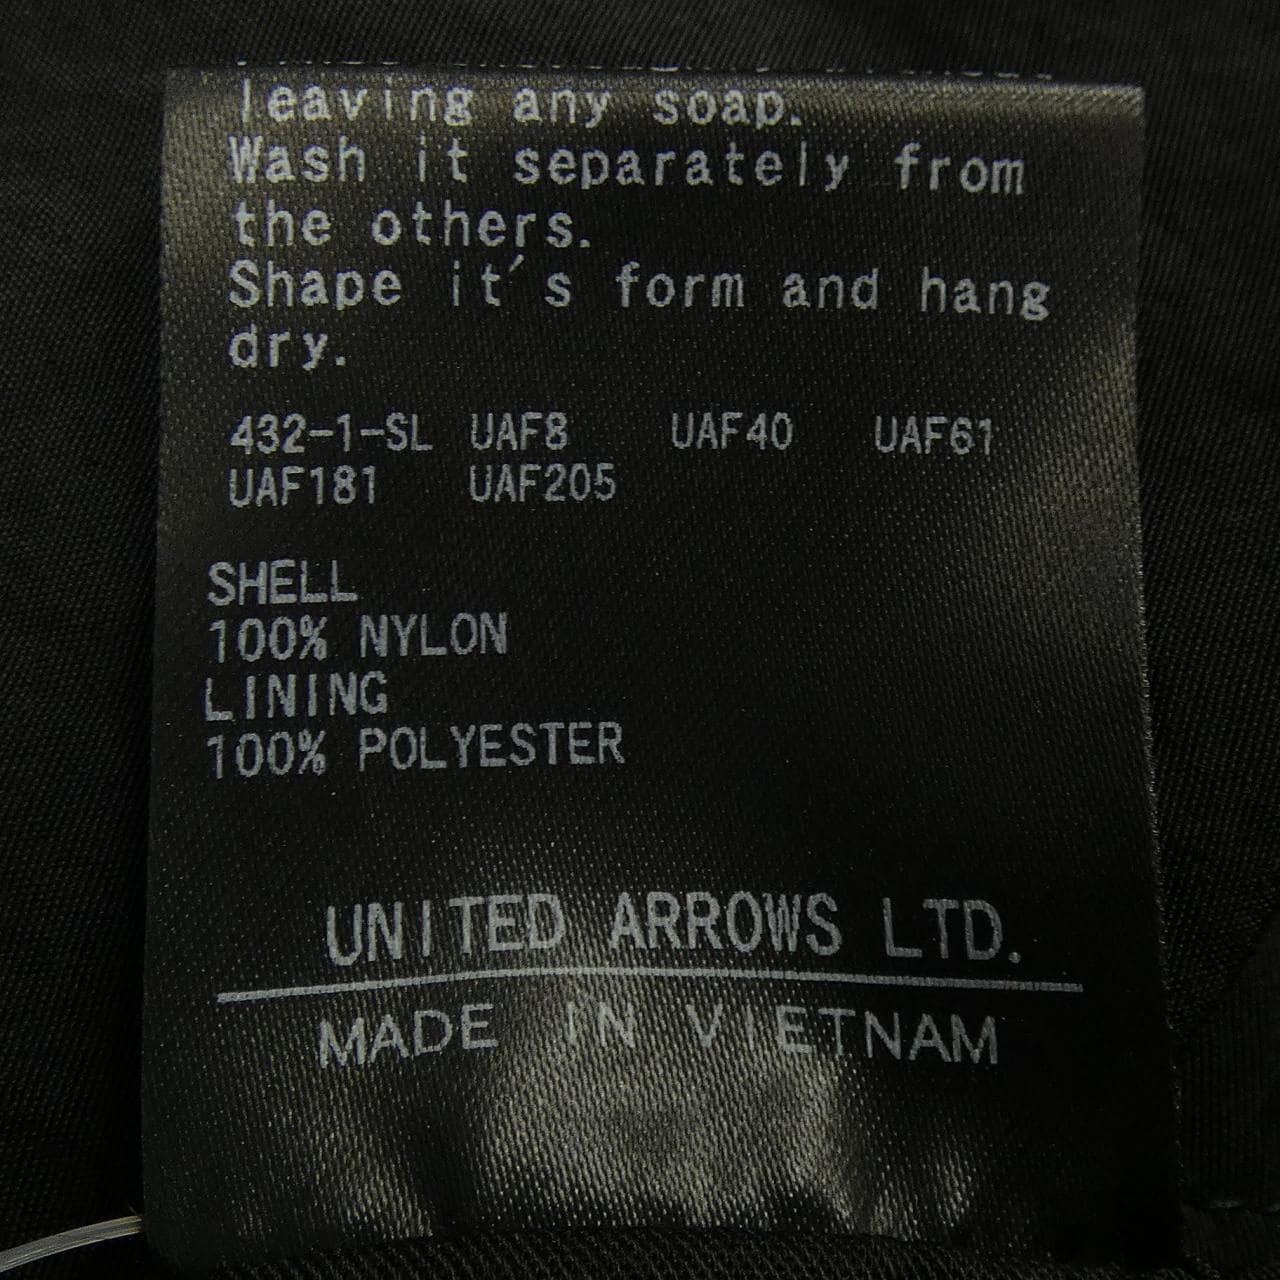 leaving any soap.
Wash it separately from
the others.
Shape it's form and hang
dry.
432-1-SL UAF8 UAF40 UAF61
UAF181 UAF205
SHELL
100% NYLON
LINING
100% POLYESTER
UNITED ARROWS LTD.
MADE IN VIETNAM